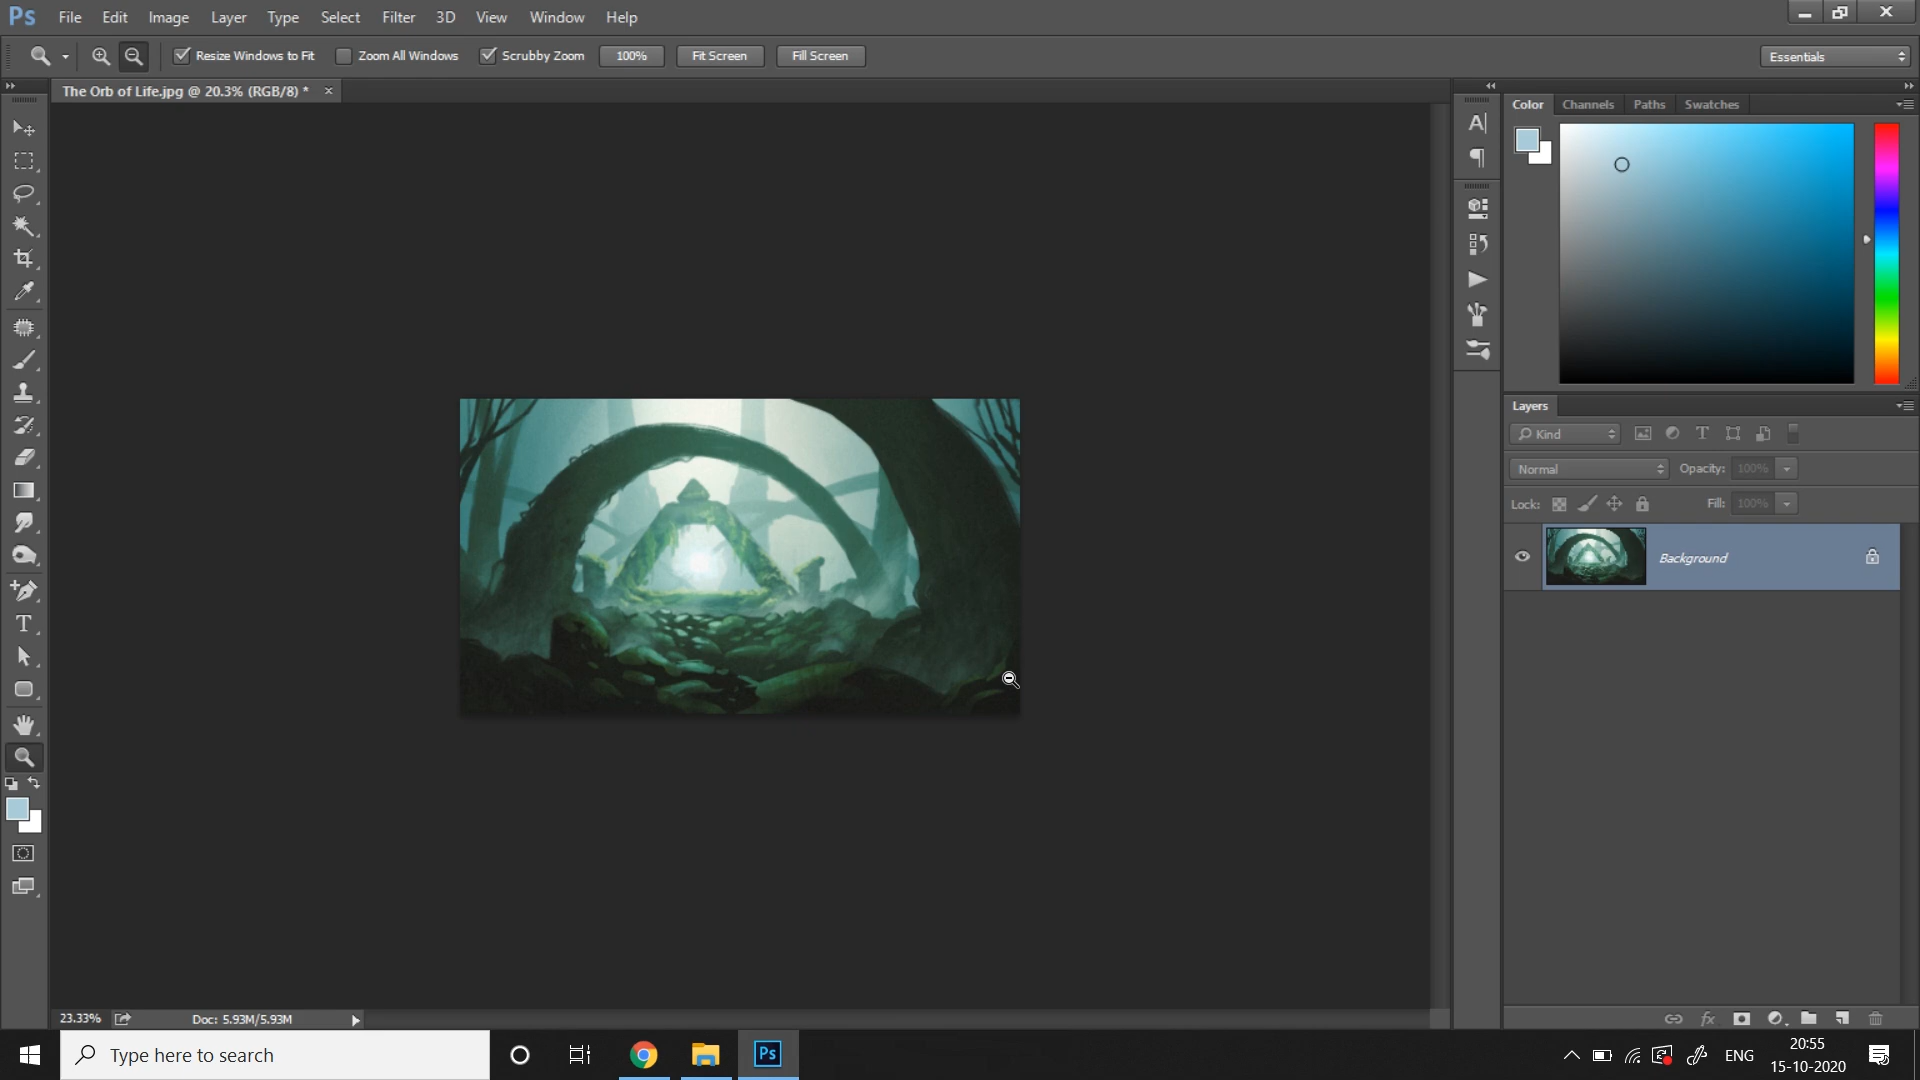 Ps File Edit Image Layer Type Select Filter 3D View Window Help
Resize Windows to Fit Zoom All Windows Scrubby Zoom 100% Fit Screen Fill Screen Essentials
The Orb of Life.jpg @ 20.3% (RGB/8) * ×
Color Channels Paths Swatches
Layers
Kind
Normal Opacity: 100%
Lock: Fill: 100%
Background
23.33% Doc: 5.93M/5.93M
Type here to search
Ps
ENG
20:55
15-10-2020